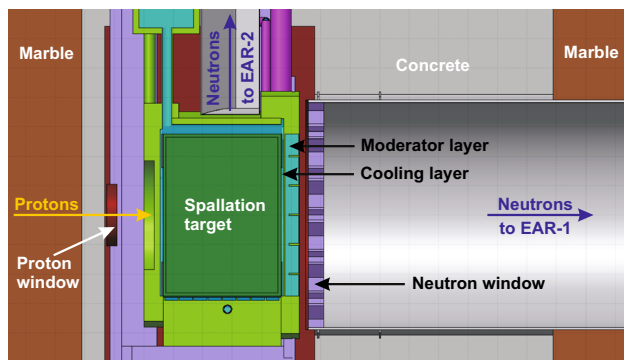 Marble
Neutrons
to EAR-2
Concrete
Marble
Moderator layer
Cooling layer
Protons
Spallation
target
Neutrons
to EAR-1
Proton
window
Neutron window